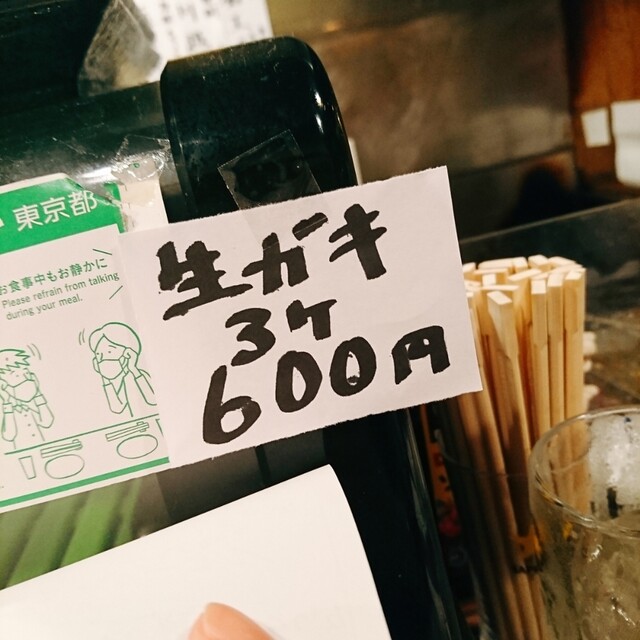 東京都
お食事中もお静かに
Please refrain from talking
during your meal.
生ガキ
3ケ
600円